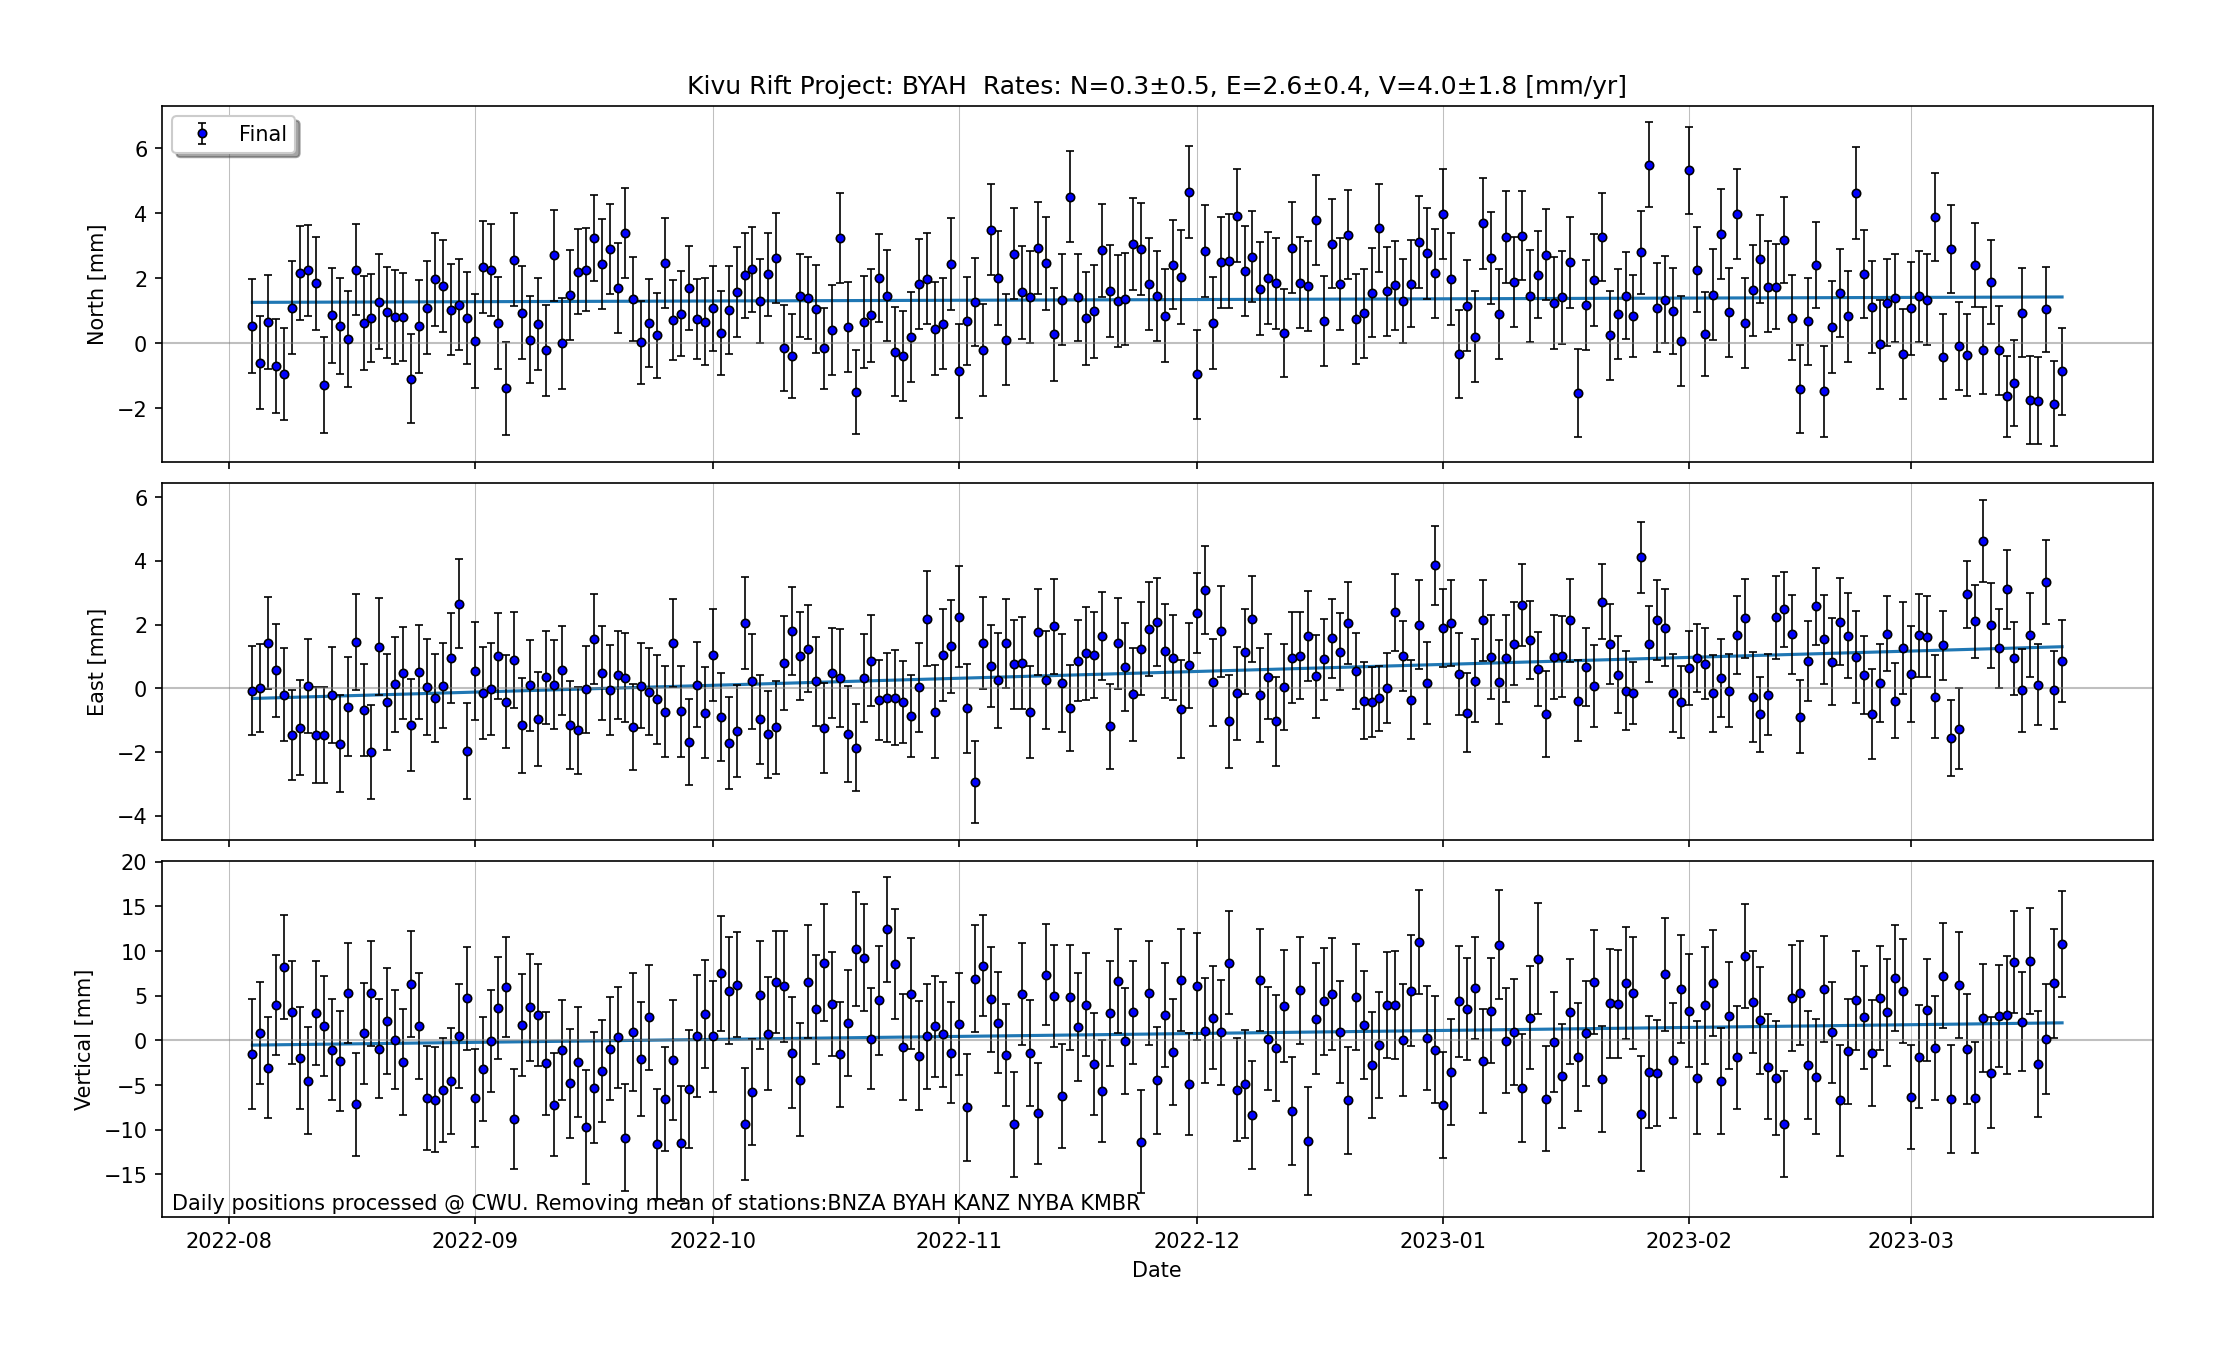 Kivu Rift Project: BYAH  Rates: N=0.3±0.5, E=2.6±0.4, V=4.0±1.8 [mm/yr]
Final
North [mm]
6
4
2
0
−2
East [mm]
6
4
2
0
−2
−4
Vertical [mm]
20
15
10
5
0
−5
−10
−15
Daily positions processed @ CWU. Removing mean of stations:BNZA BYAH KANZ NYBA KMBR
2022-08 2022-09 2022-10 2022-11 2022-12 2023-01 2023-02 2023-03
Date